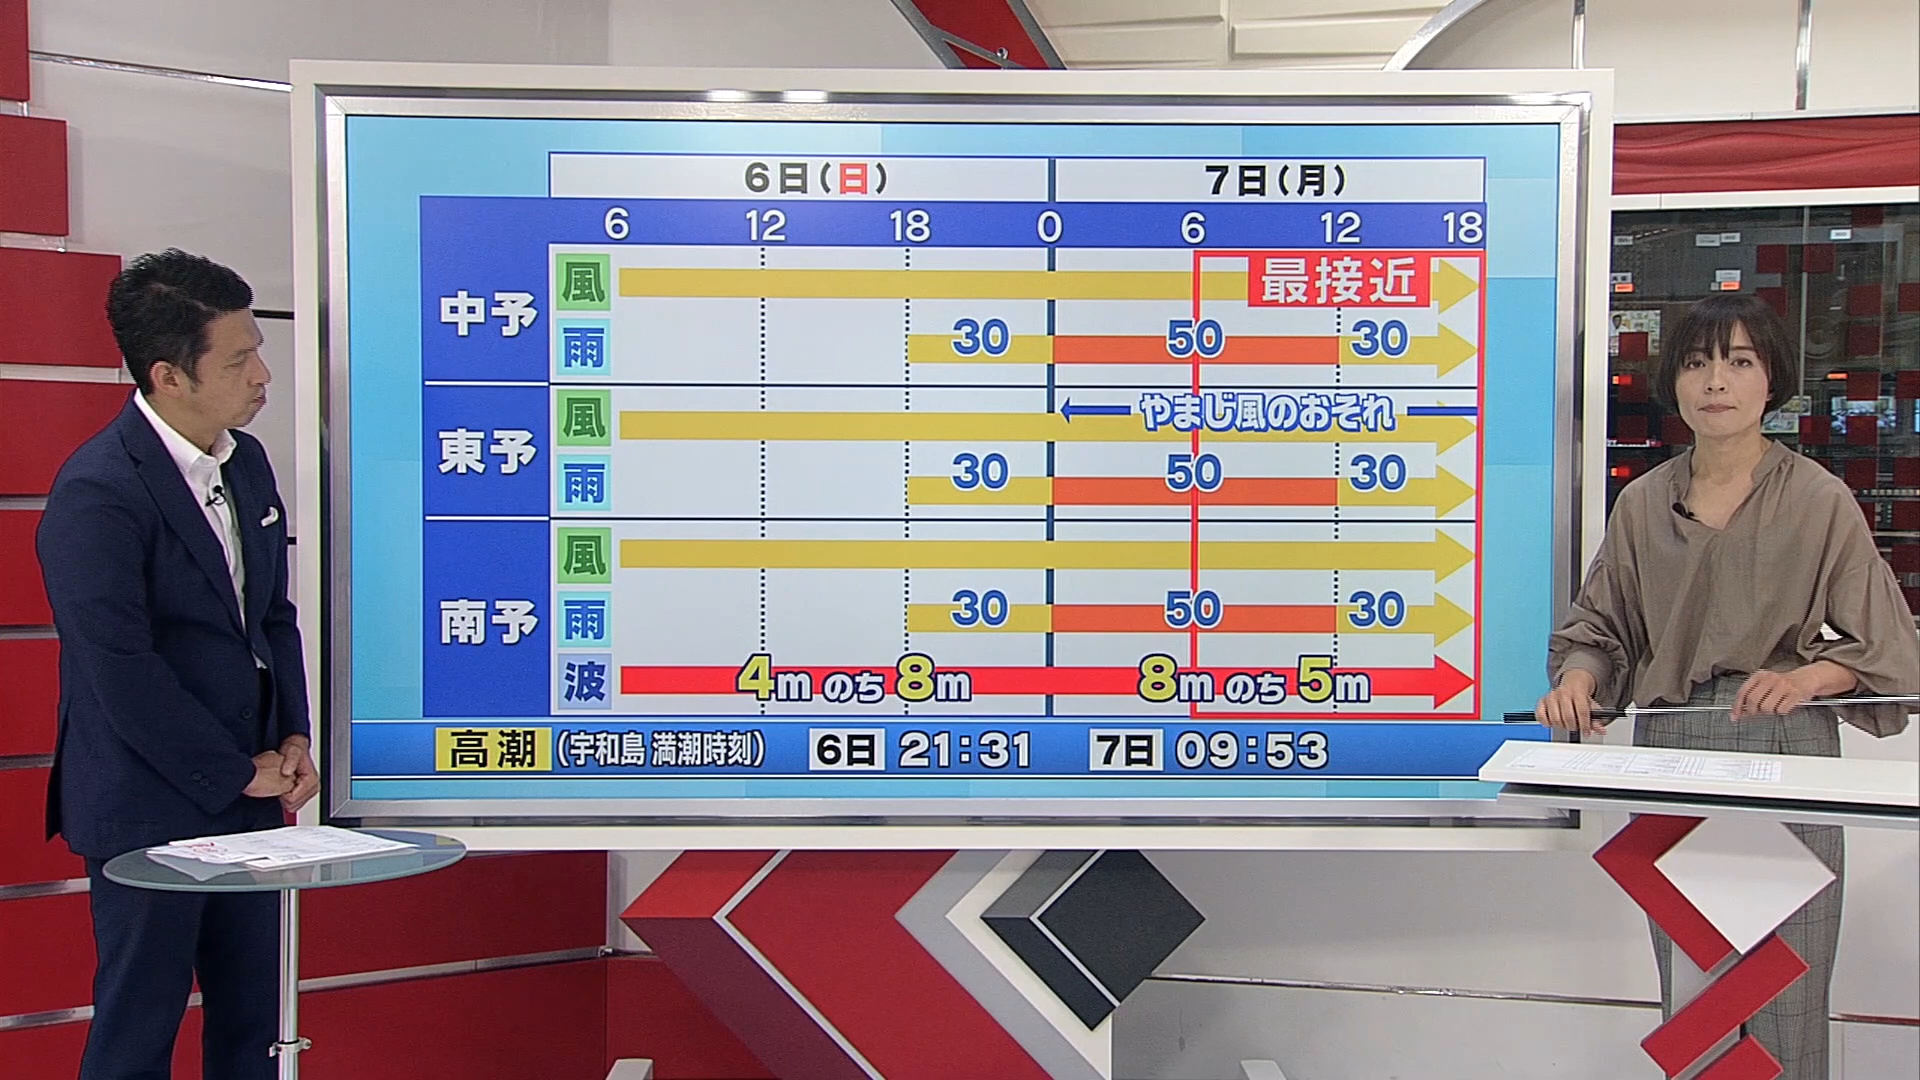 6日(日) 7日(月)
6 12 18 0 6 12 18
中予
風 最接近
雨 30 50 30
東予
風 やまじ風のおそれ
雨 30 50 30
南予
風
雨 30 50 30
波 4mのち8m 8mのち5m
高潮 (宇和島 満潮時刻) 6日 21:31 7日 09:53